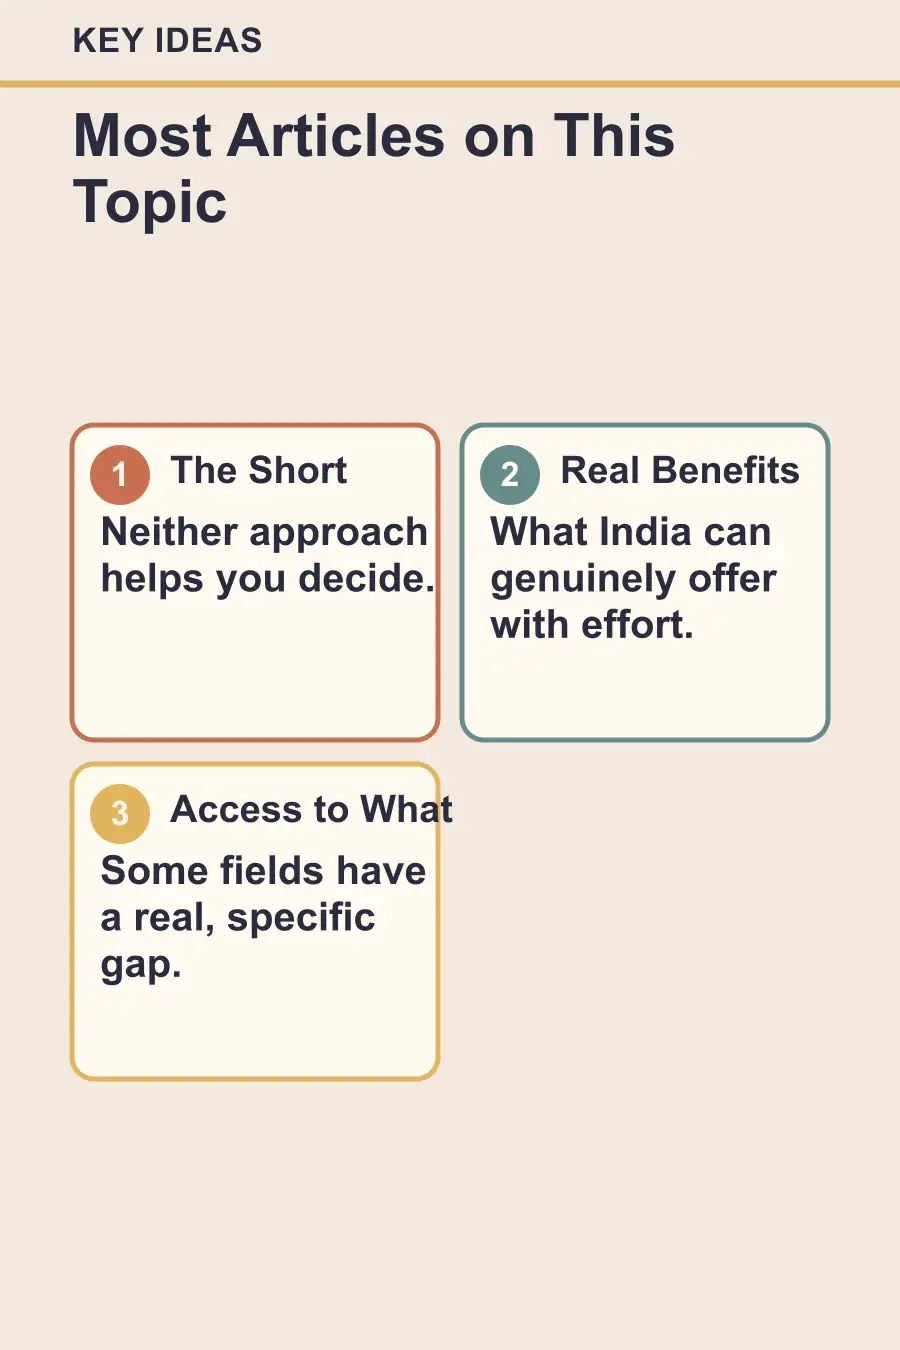 KEY IDEAS
Most Articles on This
Topic
1 The Short
Neither approach
helps you decide.
2 Real Benefits
What India can
genuinely offer
with effort.
3 Access to What
Some fields have
a real, specific
gap.